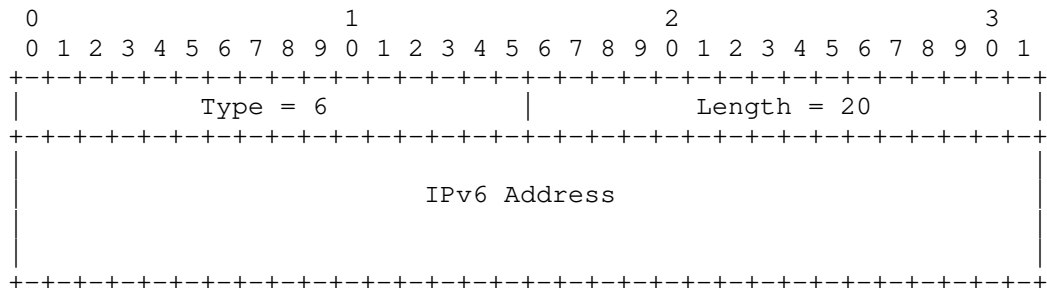 0                   1                   2                   3
0 1 2 3 4 5 6 7 8 9 0 1 2 3 4 5 6 7 8 9 0 1 2 3 4 5 6 7 8 9 0 1
+-+-+-+-+-+-+-+-+-+-+-+-+-+-+-+-+-+-+-+-+-+-+-+-+-+-+-+-+-+-+-+-+
|           Type = 6            |          Length = 20          |
+-+-+-+-+-+-+-+-+-+-+-+-+-+-+-+-+-+-+-+-+-+-+-+-+-+-+-+-+-+-+-+-+
|                                                               |
|                         IPv6 Address                          |
|                                                               |
|                                                               |
+-+-+-+-+-+-+-+-+-+-+-+-+-+-+-+-+-+-+-+-+-+-+-+-+-+-+-+-+-+-+-+-+